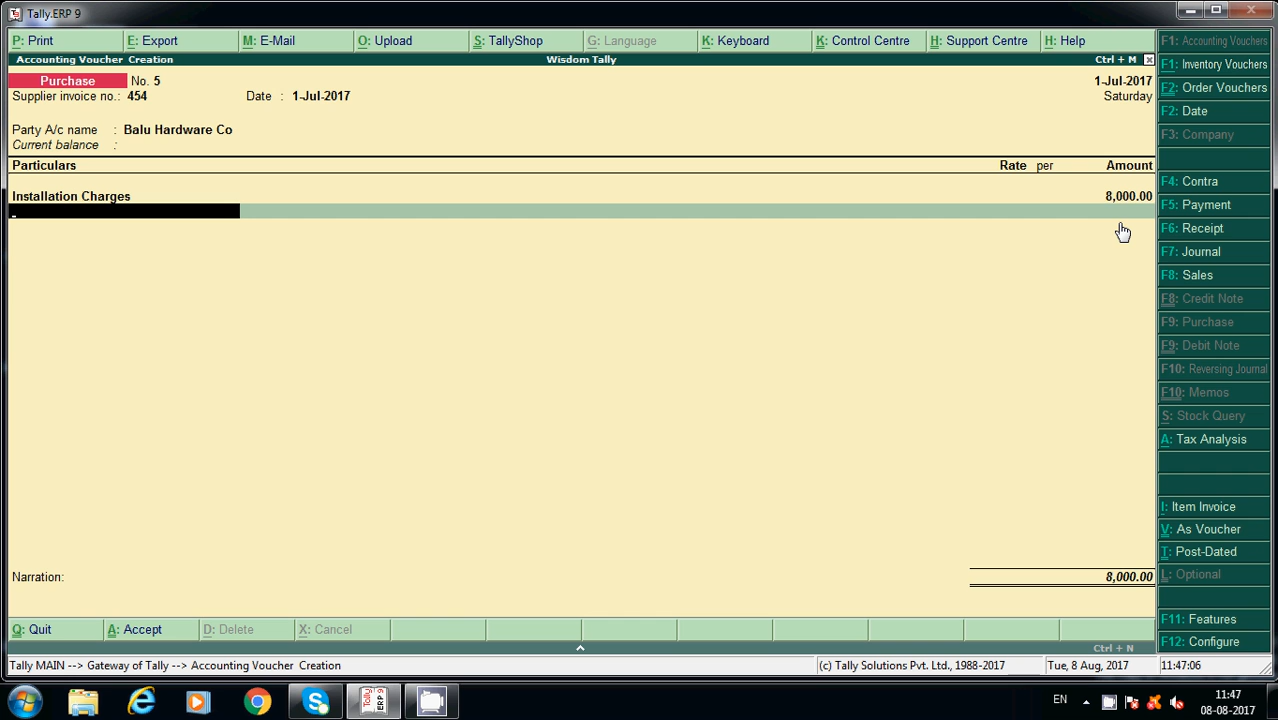 Tally.ERP 9
P: Print E: Export M: E-Mail O: Upload S: TallyShop G: Language K: Keyboard K: Control Centre H: Support Centre H: Help
Accounting Voucher Creation Wisdom Tally Ctrl + M
Purchase No. 5 1-Jul-2017
Supplier invoice no.: 454 Date : 1-Jul-2017 Saturday
Party A/c name : Balu Hardware Co
Current balance :
Particulars Rate per Amount
Installation Charges 8,000.00
Narration: 8,000.00
Q: Quit A: Accept D: Delete X: Cancel
Ctrl + N
Tally MAIN --> Gateway of Tally --> Accounting Voucher Creation (c) Tally Solutions Pvt. Ltd., 1988-2017 Tue, 8 Aug, 2017 11:47:06
F1: Accounting Vouchers
F1: Inventory Vouchers
F2: Order Vouchers
F2: Date
F3: Company
F4: Contra
F5: Payment
F6: Receipt
F7: Journal
F8: Sales
F8: Credit Note
F9: Purchase
F9: Debit Note
F10: Reversing Journal
F10: Memos
S: Stock Query
A: Tax Analysis
I: Item Invoice
V: As Voucher
T: Post-Dated
L: Optional
F11: Features
F12: Configure
Tally ERP 9
EN 11:47
08-08-2017